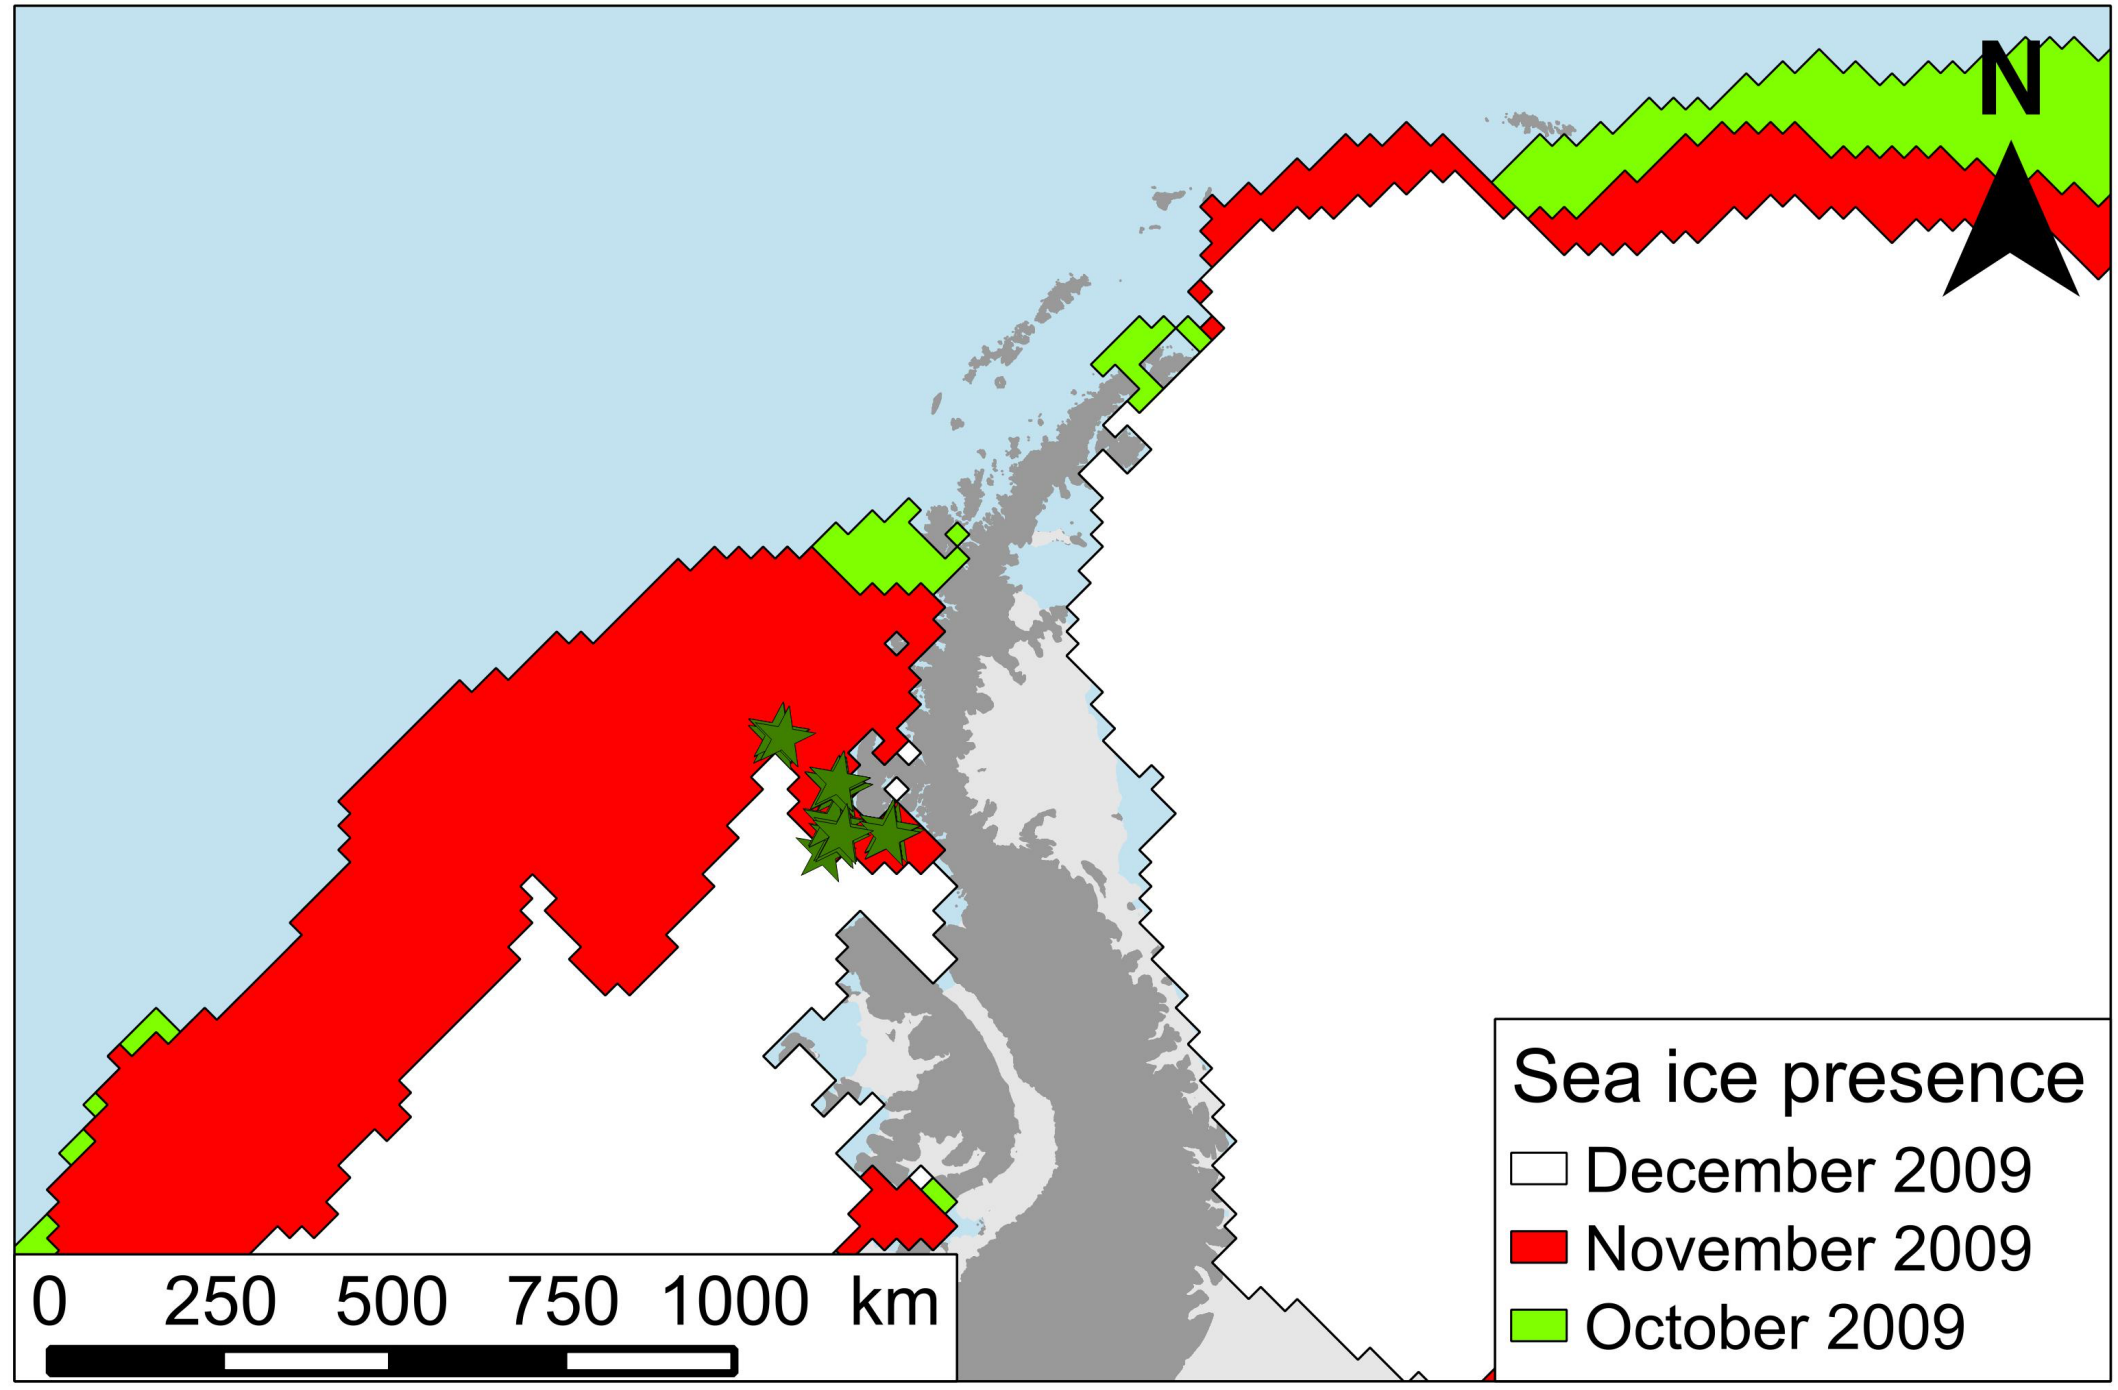 N
Sea ice presence
December 2009
November 2009
October 2009
0 250 500 750 1000 km